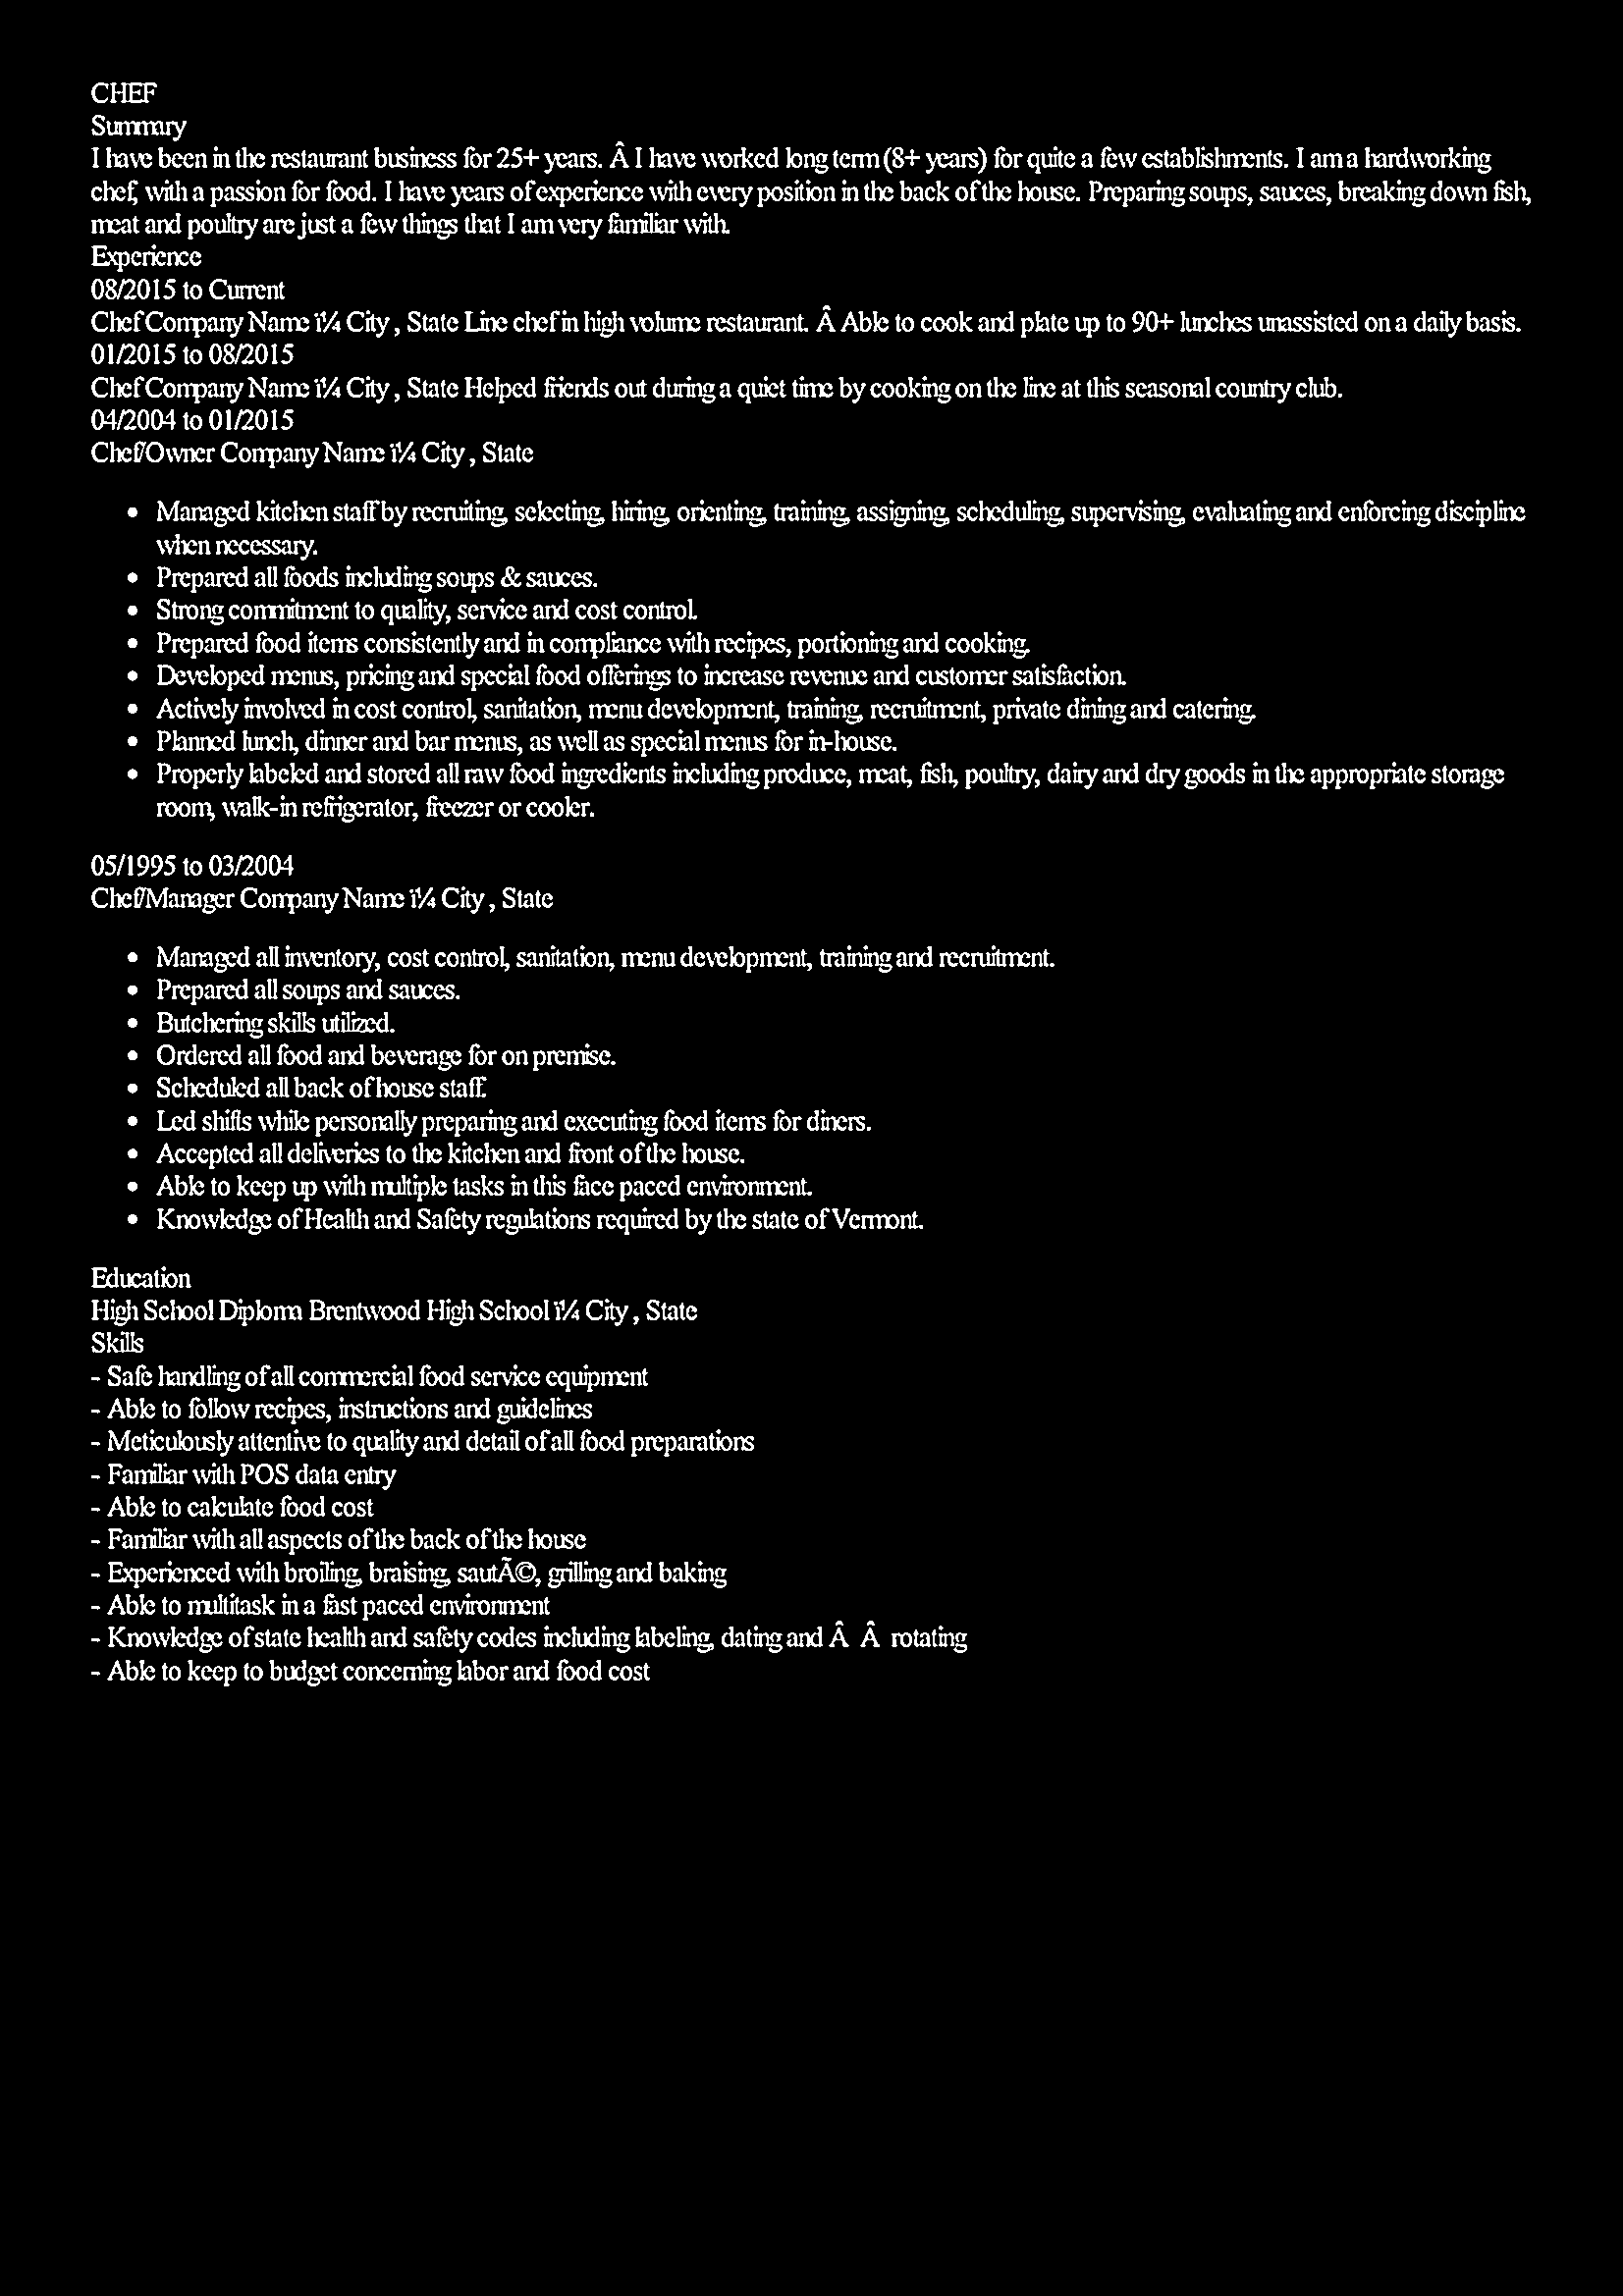 CHEF
Summary
I have been in the restaurant business for 25+ years. Â I have worked long term (8+ years) for quite a few establishments. I am a hardworking
chef, with a passion for food. I have years of experience with every position in the back of the house. Preparing soups, sauces, breaking down fish,
meat and poultry are just a few things that I am very familiar with.
Experience
08/2015 to Current
Chef Company Name ï¼ City , State Line chef in high volume restaurant. Â Able to cook and plate up to 90+ lunches unassisted on a daily basis.
01/2015 to 08/2015
Chef Company Name ï¼ City , State Helped friends out during a quiet time by cooking on the line at this seasonal country club.
04/2004 to 01/2015
Chef/Owner Company Name ï¼ City , State
• Managed kitchen staff by recruiting, selecting, hiring, orienting, training, assigning, scheduling, supervising, evaluating and enforcing discipline
when necessary.
• Prepared all foods including soups & sauces.
• Strong commitment to quality, service and cost control.
• Prepared food items consistently and in compliance with recipes, portioning and cooking.
• Developed menus, pricing and special food offerings to increase revenue and customer satisfaction.
• Actively involved in cost control, sanitation, menu development, training, recruitment, private dining and catering.
• Planned lunch, dinner and bar menus, as well as special menus for in-house.
• Properly labeled and stored all raw food ingredients including produce, meat, fish, poultry, dairy and dry goods in the appropriate storage
room, walk-in refrigerator, freezer or cooler.
05/1995 to 03/2004
Chef/Manager Company Name ï¼ City , State
• Managed all inventory, cost control, sanitation, menu development, training and recruitment.
• Prepared all soups and sauces.
• Butchering skills utilized.
• Ordered all food and beverage for on premise.
• Scheduled all back of house staff.
• Led shifts while personally preparing and executing food items for diners.
• Accepted all deliveries to the kitchen and front of the house.
• Able to keep up with multiple tasks in this face paced environment.
• Knowledge of Health and Safety regulations required by the state of Vermont.
Education
High School Diploma Brentwood High School ï¼ City , State
Skills
- Safe handling of all commercial food service equipment
- Able to follow recipes, instructions and guidelines
- Meticulously attentive to quality and detail of all food preparations
- Familiar with POS data entry
- Able to calculate food cost
- Familiar with all aspects of the back of the house
- Experienced with broiling, braising, sautÃ©, grilling and baking
- Able to multitask in a fast paced environment
- Knowledge of state health and safety codes including labeling, dating and Â Â rotating
- Able to keep to budget concerning labor and food cost